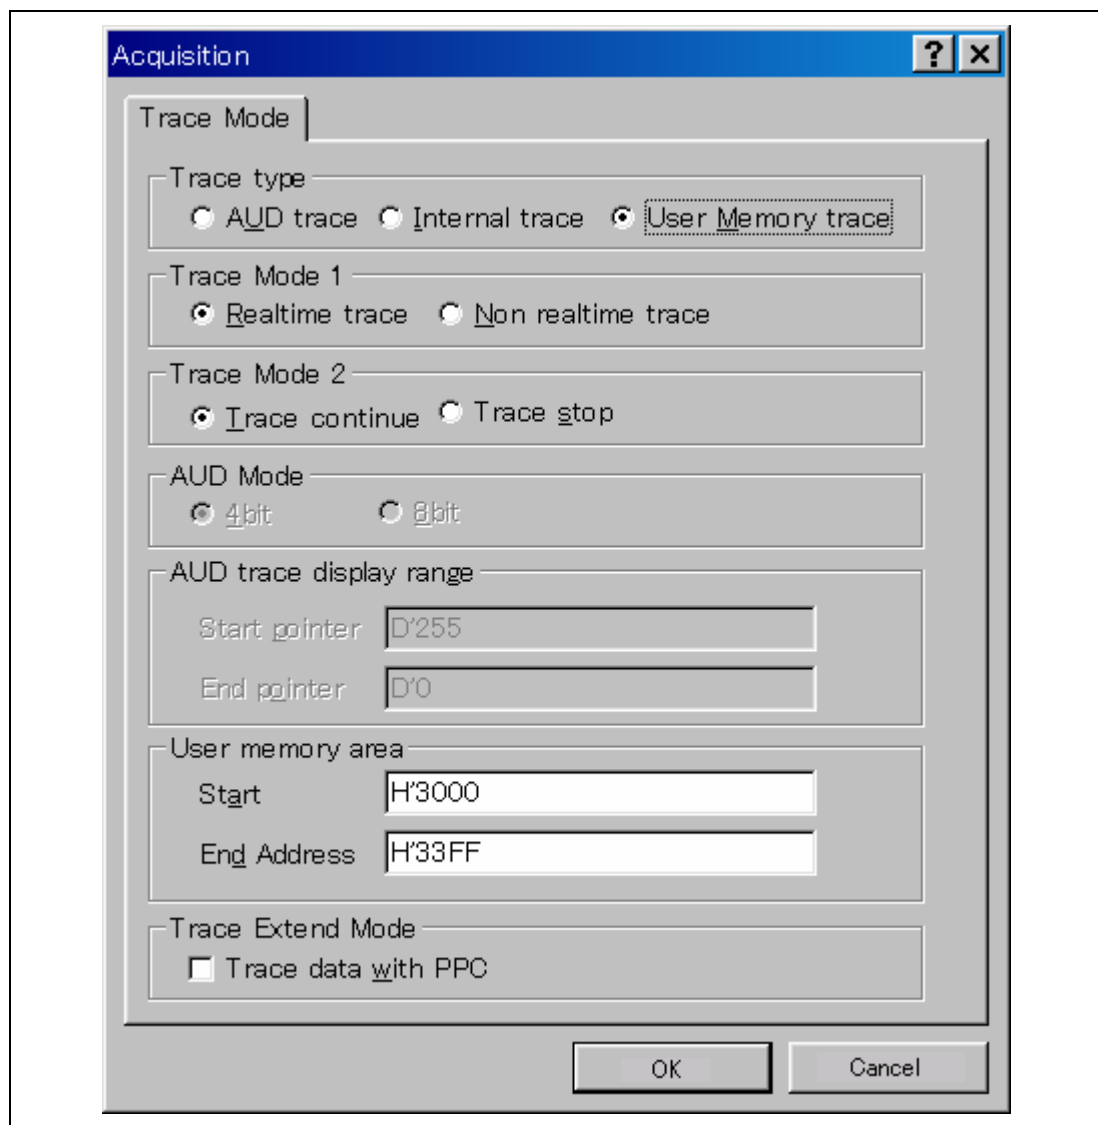 Acquisition
Trace Mode
Trace type
AUD trace Internal trace User Memory trace
Trace Mode 1
Realtime trace Non realtime trace
Trace Mode 2
Trace continue Trace stop
AUD Mode
4bit 8bit
AUD trace display range
Start pointer D'255
End pointer D'0
User memory area
Start H'3000
End Address H'33FF
Trace Extend Mode
Trace data with PPC
OK Cancel